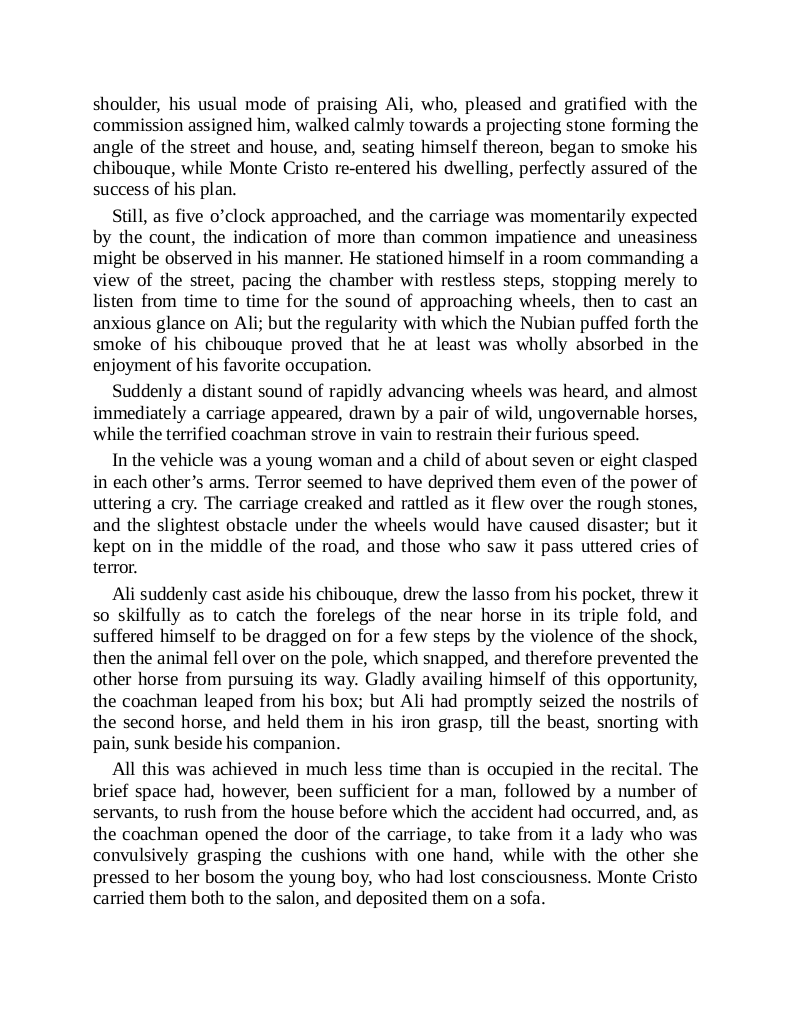 shoulder, his usual mode of praising Ali, who, pleased and gratified with the
commission assigned him, walked calmly towards a projecting stone forming the
angle of the street and house, and, seating himself thereon, began to smoke his
chibouque, while Monte Cristo re-entered his dwelling, perfectly assured of the
success of his plan.
Still, as five o’clock approached, and the carriage was momentarily expected
by the count, the indication of more than common impatience and uneasiness
might be observed in his manner. He stationed himself in a room commanding a
view of the street, pacing the chamber with restless steps, stopping merely to
listen from time to time for the sound of approaching wheels, then to cast an
anxious glance on Ali; but the regularity with which the Nubian puffed forth the
smoke of his chibouque proved that he at least was wholly absorbed in the
enjoyment of his favorite occupation.
Suddenly a distant sound of rapidly advancing wheels was heard, and almost
immediately a carriage appeared, drawn by a pair of wild, ungovernable horses,
while the terrified coachman strove in vain to restrain their furious speed.
In the vehicle was a young woman and a child of about seven or eight clasped
in each other’s arms. Terror seemed to have deprived them even of the power of
uttering a cry. The carriage creaked and rattled as it flew over the rough stones,
and the slightest obstacle under the wheels would have caused disaster; but it
kept on in the middle of the road, and those who saw it pass uttered cries of
terror.
Ali suddenly cast aside his chibouque, drew the lasso from his pocket, threw it
so skilfully as to catch the forelegs of the near horse in its triple fold, and
suffered himself to be dragged on for a few steps by the violence of the shock,
then the animal fell over on the pole, which snapped, and therefore prevented the
other horse from pursuing its way. Gladly availing himself of this opportunity,
the coachman leaped from his box; but Ali had promptly seized the nostrils of
the second horse, and held them in his iron grasp, till the beast, snorting with
pain, sunk beside his companion.
All this was achieved in much less time than is occupied in the recital. The
brief space had, however, been sufficient for a man, followed by a number of
servants, to rush from the house before which the accident had occurred, and, as
the coachman opened the door of the carriage, to take from it a lady who was
convulsively grasping the cushions with one hand, while with the other she
pressed to her bosom the young boy, who had lost consciousness. Monte Cristo
carried them both to the salon, and deposited them on a sofa.